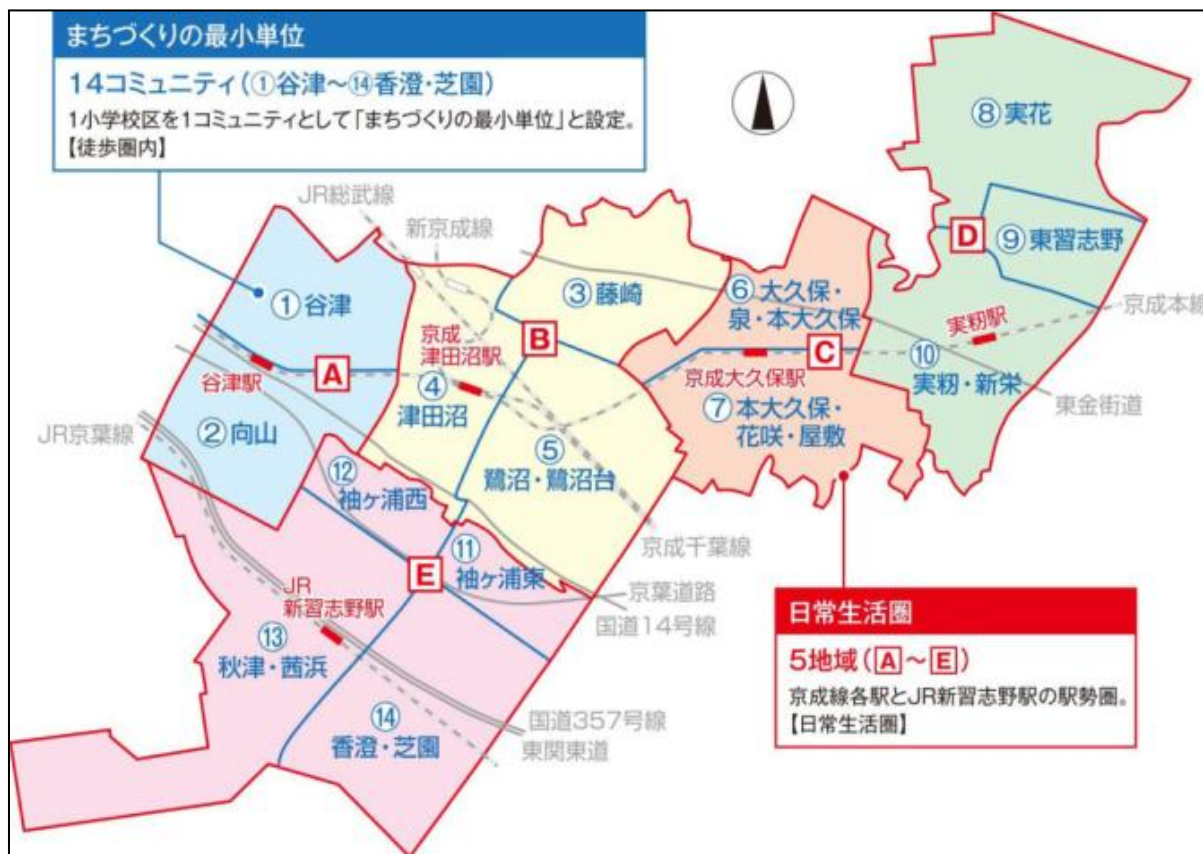 まちづくりの最小単位
14コミュニティ(①谷津～⑭香澄・芝園)
1小学校区を1コミュニティとして「まちづくりの最小単位」と設定。
【徒歩圏内】
⑧実花
JR総武線
新京成線
D
⑨東習志野
①谷津
③藤崎
⑥大久保・
泉・本大久保
京成本線
実籾駅
京成
津田沼駅
B
C
谷津駅
A
④
津田沼
京成大久保駅
⑩
実籾・新栄
東金街道
⑦本大久保・
花咲・屋敷
JR京葉線
②向山
⑤
鷺沼・鷺沼台
⑫
袖ヶ浦西
⑪
袖ヶ浦東
京成千葉線
E
京葉道路
国道14号線
JR
新習志野駅
⑬
秋津・茜浜
⑭
香澄・芝園
国道357号線
東関東道
日常生活圏
5地域(A～E)
京成線各駅とJR新習志野駅の駅勢圏。
【日常生活圏】